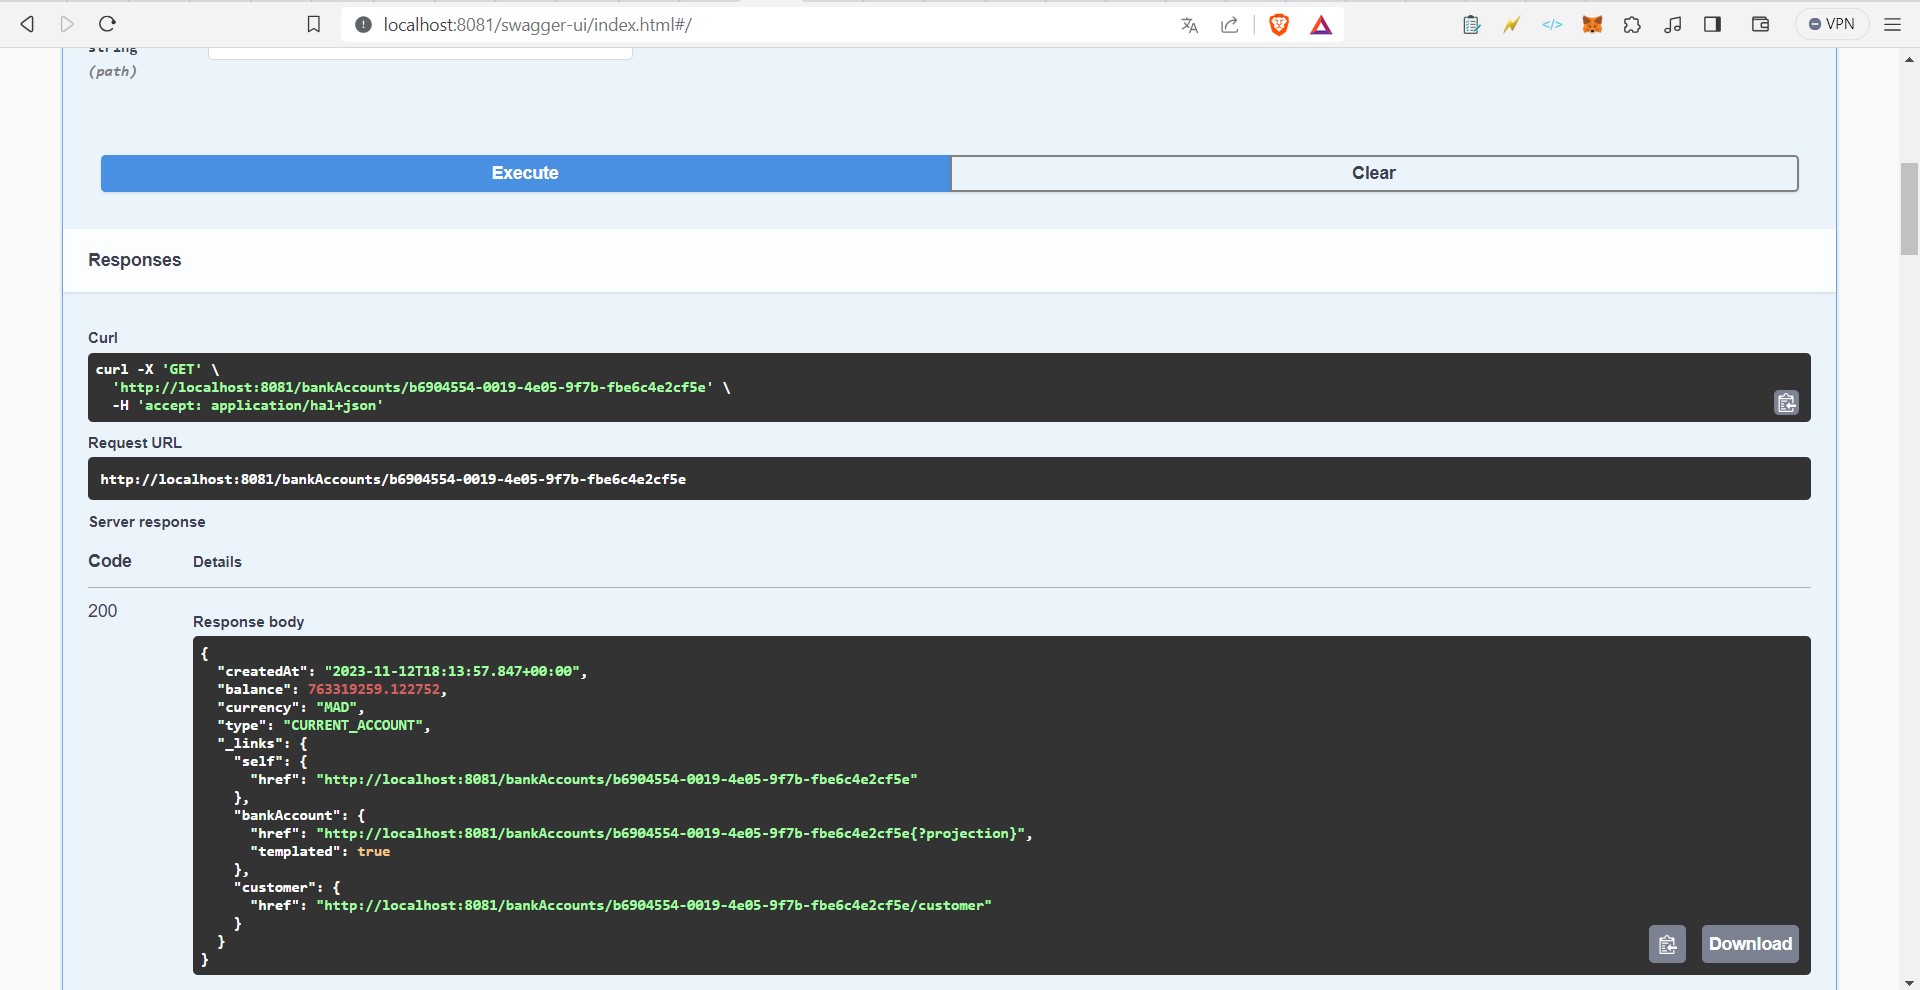 localhost:8081/swagger-ui/index.html#/
VPN
string
(path)
Execute
Clear
Responses
Curl
curl -X 'GET' \
'http://localhost:8081/bankAccounts/b6904554-0019-4e05-9f7b-fbe6c4e2cf5e' \
-H 'accept: application/hal+json'
Request URL
http://localhost:8081/bankAccounts/b6904554-0019-4e05-9f7b-fbe6c4e2cf5e
Server response
Code Details
200
Response body
{
"createdAt": "2023-11-12T18:13:57.847+00:00",
"balance": 763319259.122752,
"currency": "MAD",
"type": "CURRENT_ACCOUNT",
"_links": {
"self": {
"href": "http://localhost:8081/bankAccounts/b6904554-0019-4e05-9f7b-fbe6c4e2cf5e"
},
"bankAccount": {
"href": "http://localhost:8081/bankAccounts/b6904554-0019-4e05-9f7b-fbe6c4e2cf5e{?projection}",
"templated": true
},
"customer": {
"href": "http://localhost:8081/bankAccounts/b6904554-0019-4e05-9f7b-fbe6c4e2cf5e/customer"
}
}
}
Download